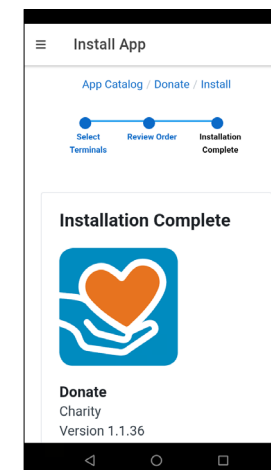 Install App
App Catalog / Donate / Install
Select Terminals
Review Order
Installation Complete
Installation Complete
Donate
Charity
Version 1.1.36